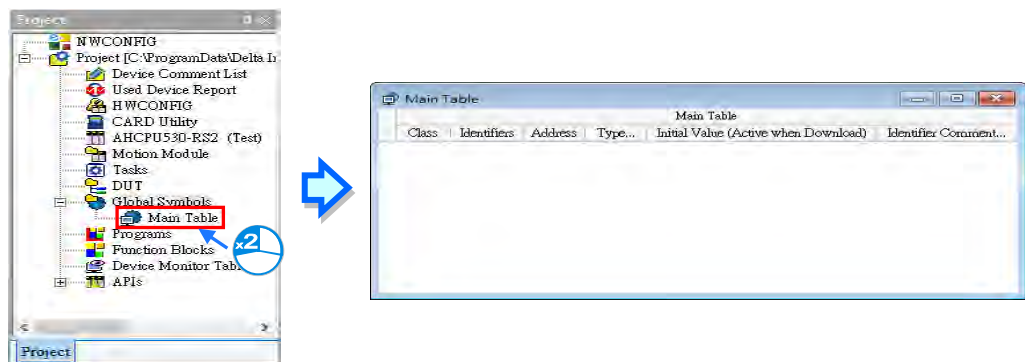 Project
NWCONFIG
Project [C:\ProgramData\Delta In
Device Comment List
Used Device Report
HWCONFIG
CARD Utility
AHCPU530-RS2 (Test)
Motion Module
Tasks
DUT
Global Symbols
Main Table
Programs
Function Blocks
Device Monitor Tab
APIs
×2
Project
Main Table
Main Table
Class Identifiers Address Type... Initial Value (Active when Download) Identifier Comment...